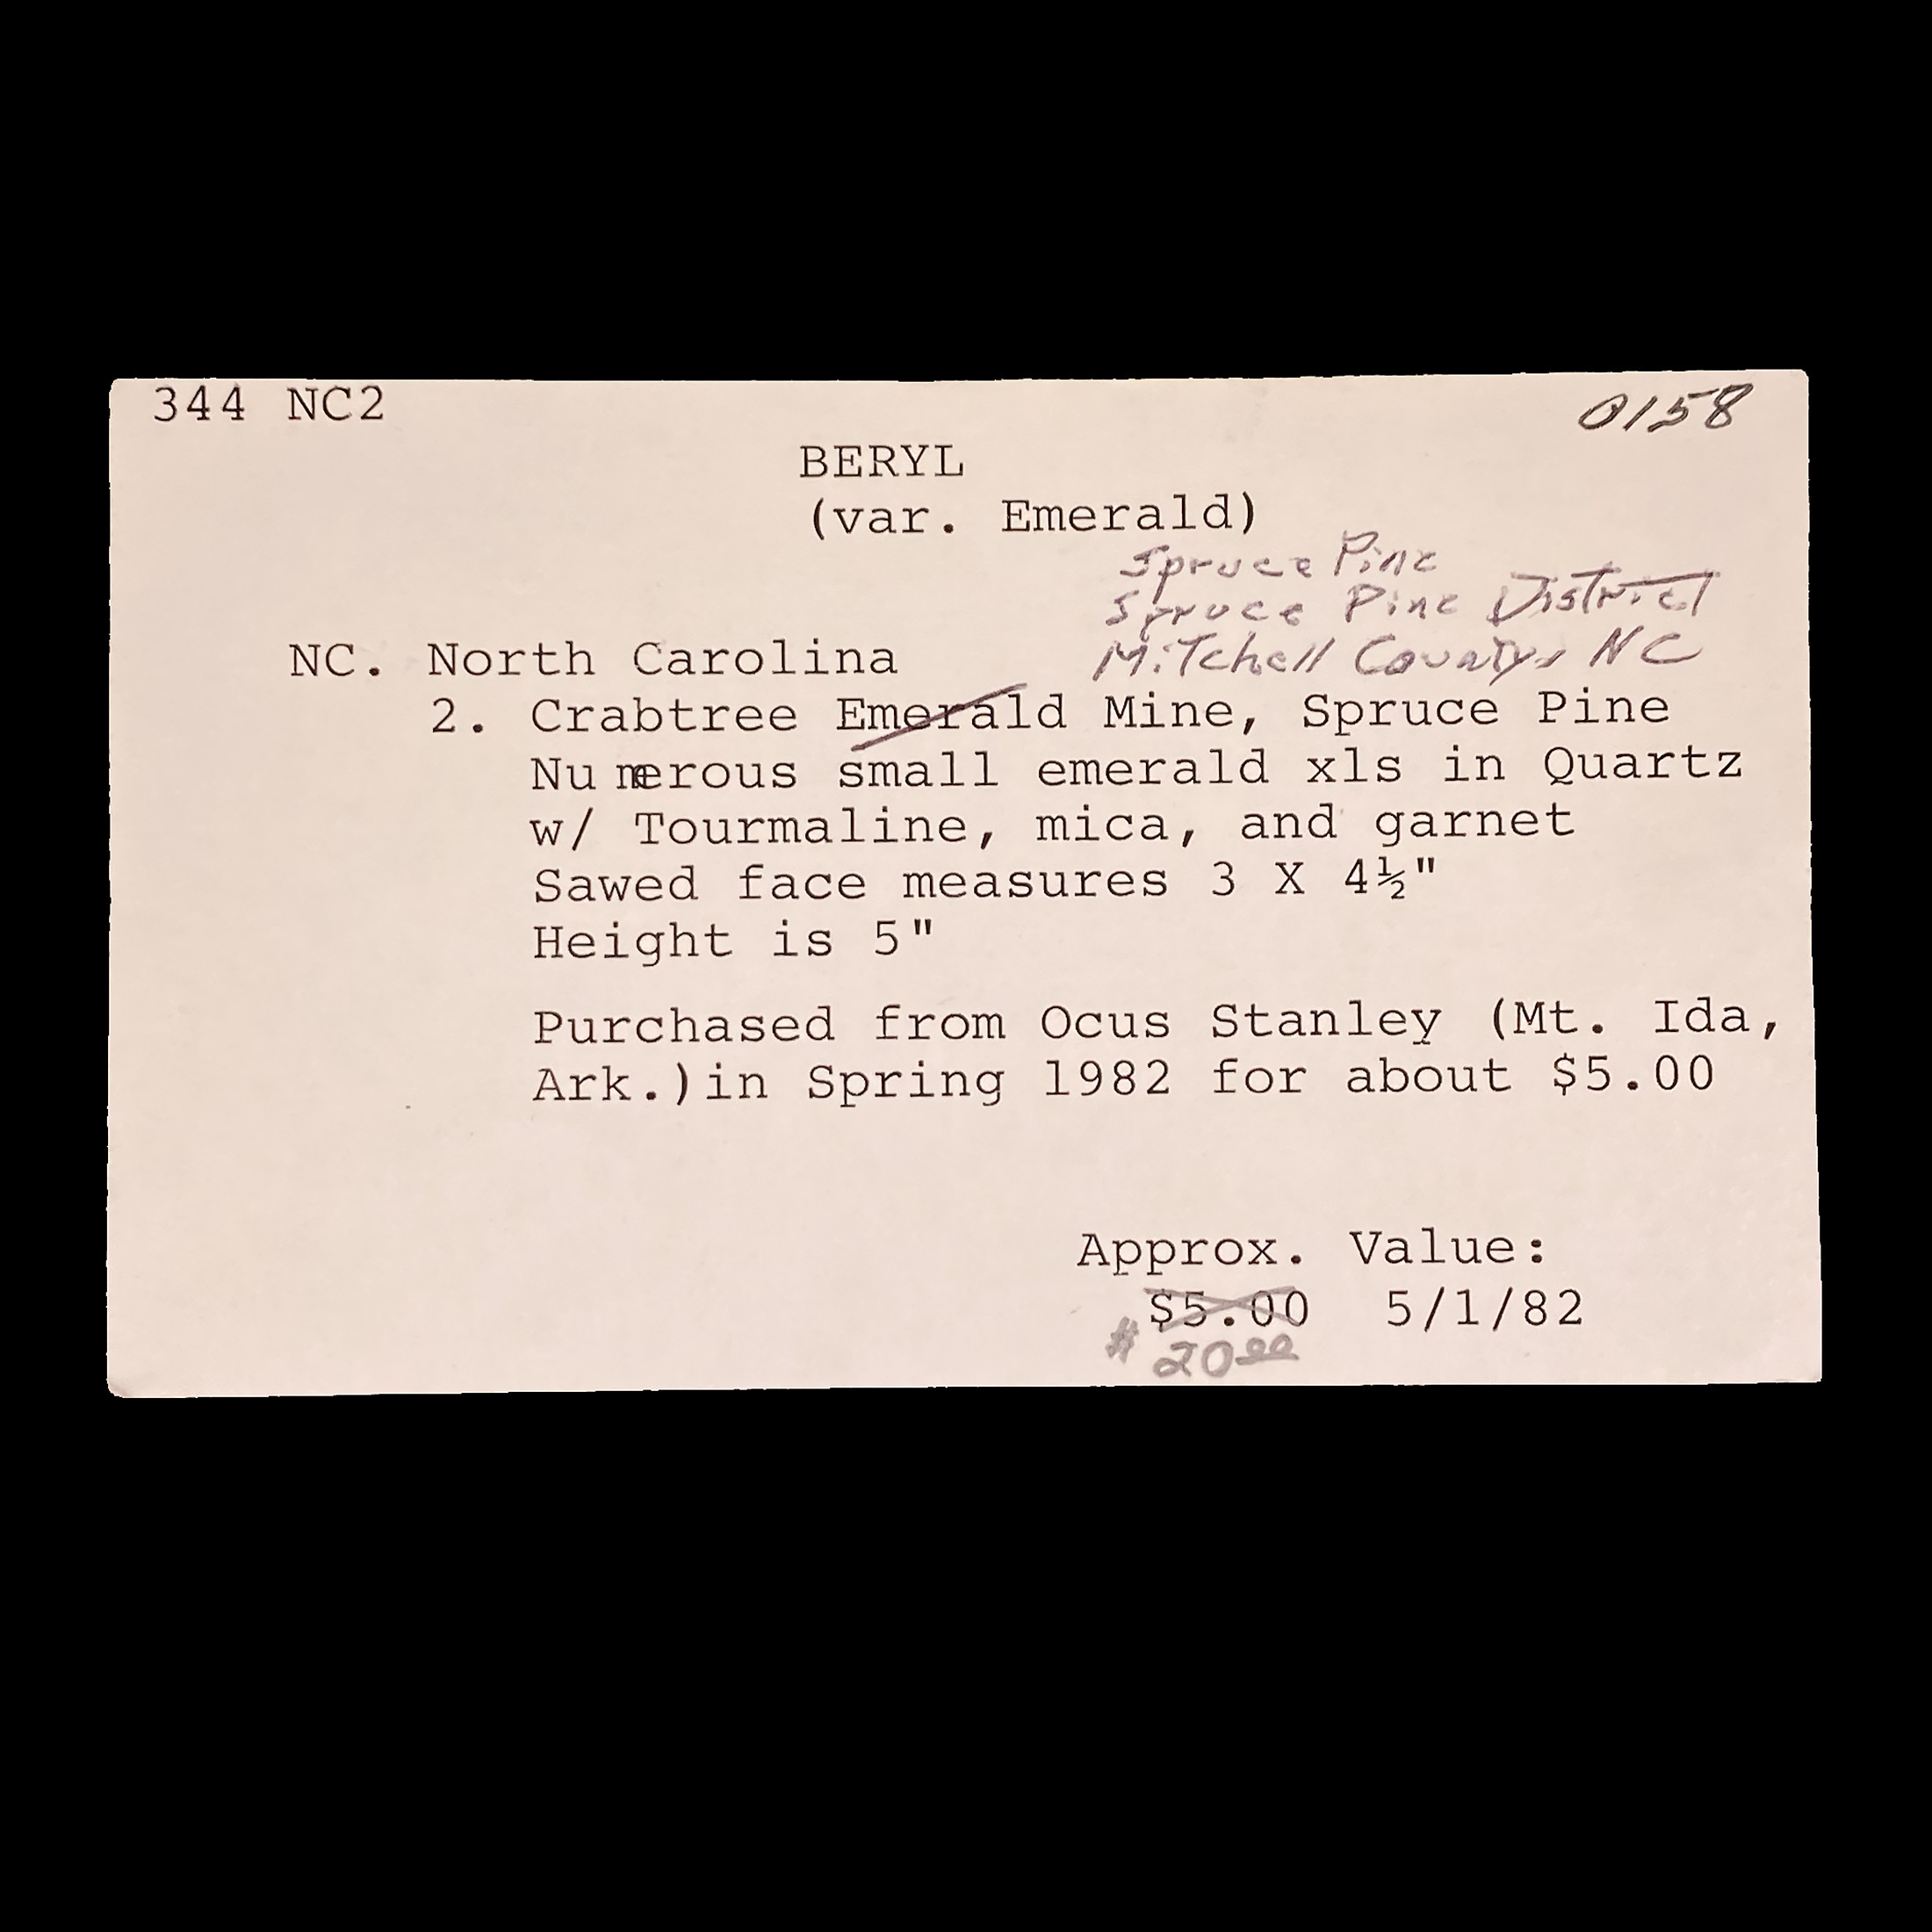 344 NC2
0158
BERYL
(var. Emerald)
Spruce Pine
Spruce Pine District
Mitchell County, NC
NC. North Carolina
2. Crabtree Emerald Mine, Spruce Pine
Numerous small emerald xls in Quartz
w/ Tourmaline, mica, and garnet
Sawed face measures 3 X 4½"
Height is 5"
Purchased from Ocus Stanley (Mt. Ida,
Ark.)in Spring 1982 for about $5.00
Approx. Value:
$5.00 5/1/82
$ 20.00